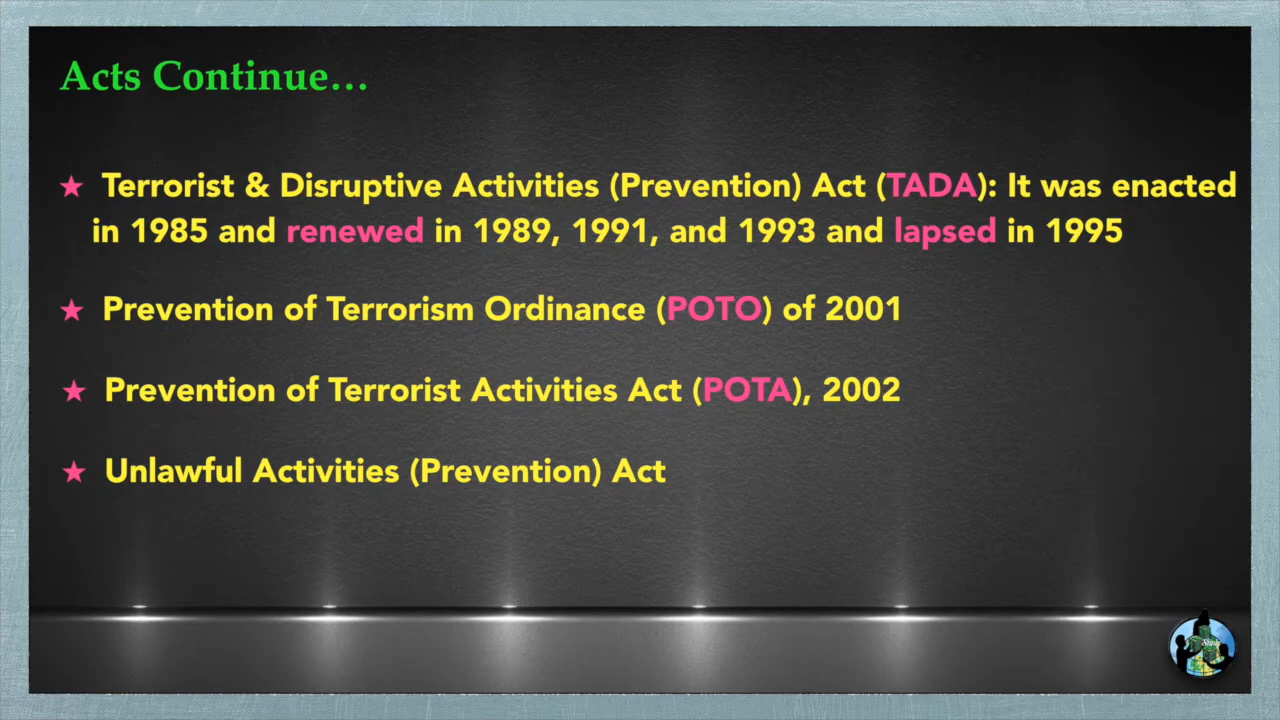 Acts Continue…
★ Terrorist & Disruptive Activities (Prevention) Act (TADA): It was enacted
in 1985 and renewed in 1989, 1991, and 1993 and lapsed in 1995
★ Prevention of Terrorism Ordinance (POTO) of 2001
★ Prevention of Terrorist Activities Act (POTA), 2002
★ Unlawful Activities (Prevention) Act